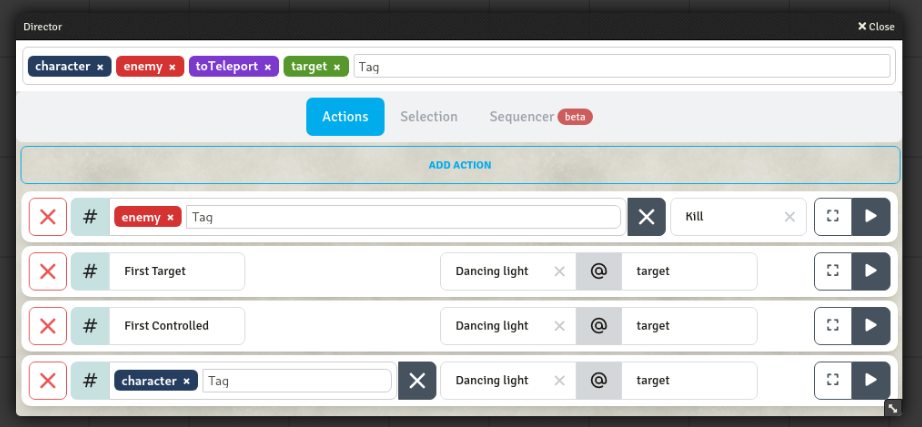 Director × Close
character × enemy × toTeleport × target × Tag
Actions Selection Sequencer beta
ADD ACTION
# enemy × Tag Kill
# First Target Dancing light @ target
# First Controlled Dancing light @ target
# character × Tag Dancing light @ target